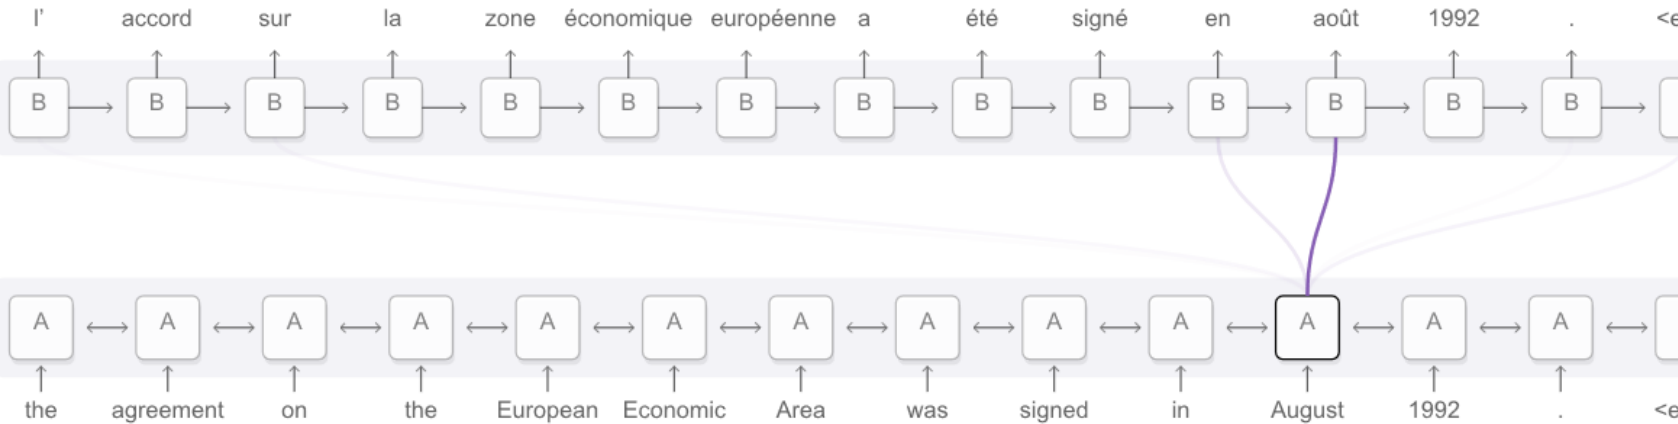 l' accord sur la zone économique européenne a été signé en août 1992 . <e
B B B B B B B B B B B B B B
A A A A A A A A A A A A A
the agreement on the European Economic Area was signed in August 1992 . <e